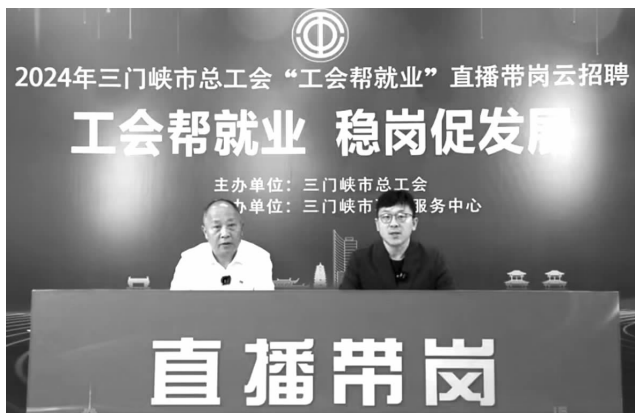 2024年三门峡市总工会“工会帮就业”直播带岗云招聘
工会帮就业 稳岗促发展
主办单位：三门峡市总工会
办单位：三门峡市 服务中心
直播带岗